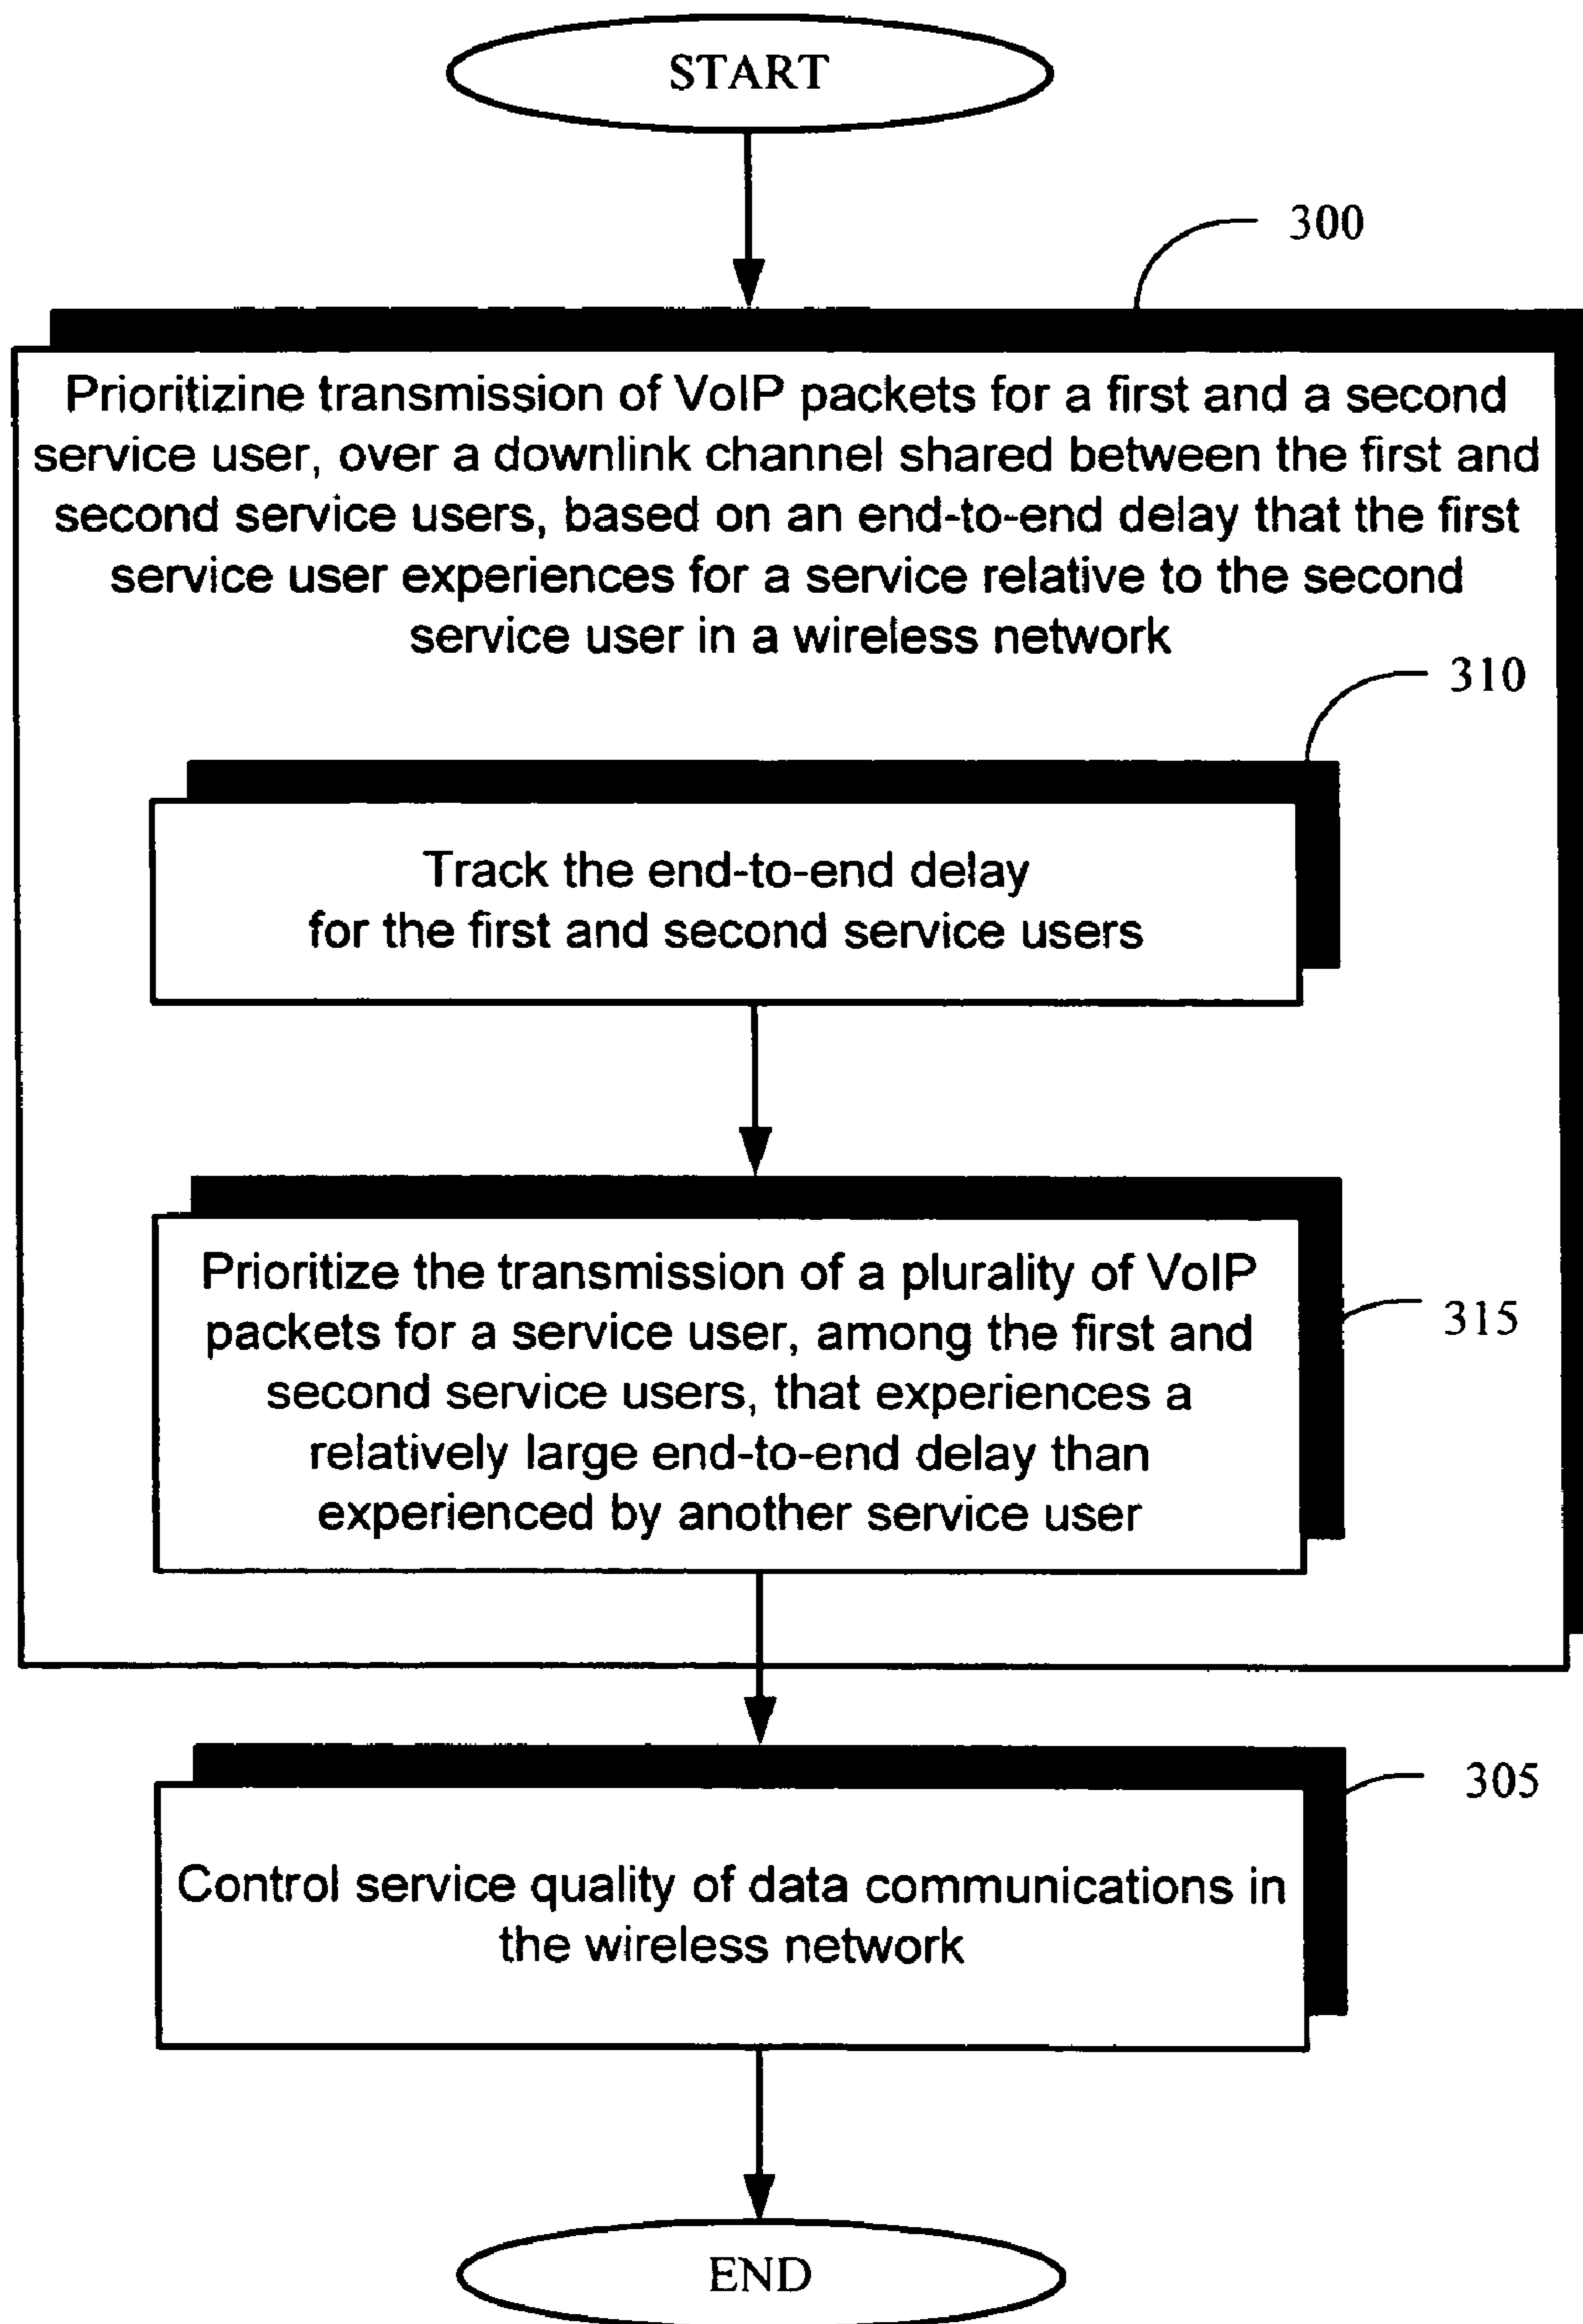 START
300
Prioritizine transmission of VoIP packets for a first and a second
service user, over a downlink channel shared between the first and
second service users, based on an end-to-end delay that the first
service user experiences for a service relative to the second
service user in a wireless network
310
Track the end-to-end delay
for the first and second service users
Prioritize the transmission of a plurality of VoIP
packets for a service user, among the first and
second service users, that experiences a
relatively large end-to-end delay than
experienced by another service user
315
305
Control service quality of data communications in
the wireless network
END